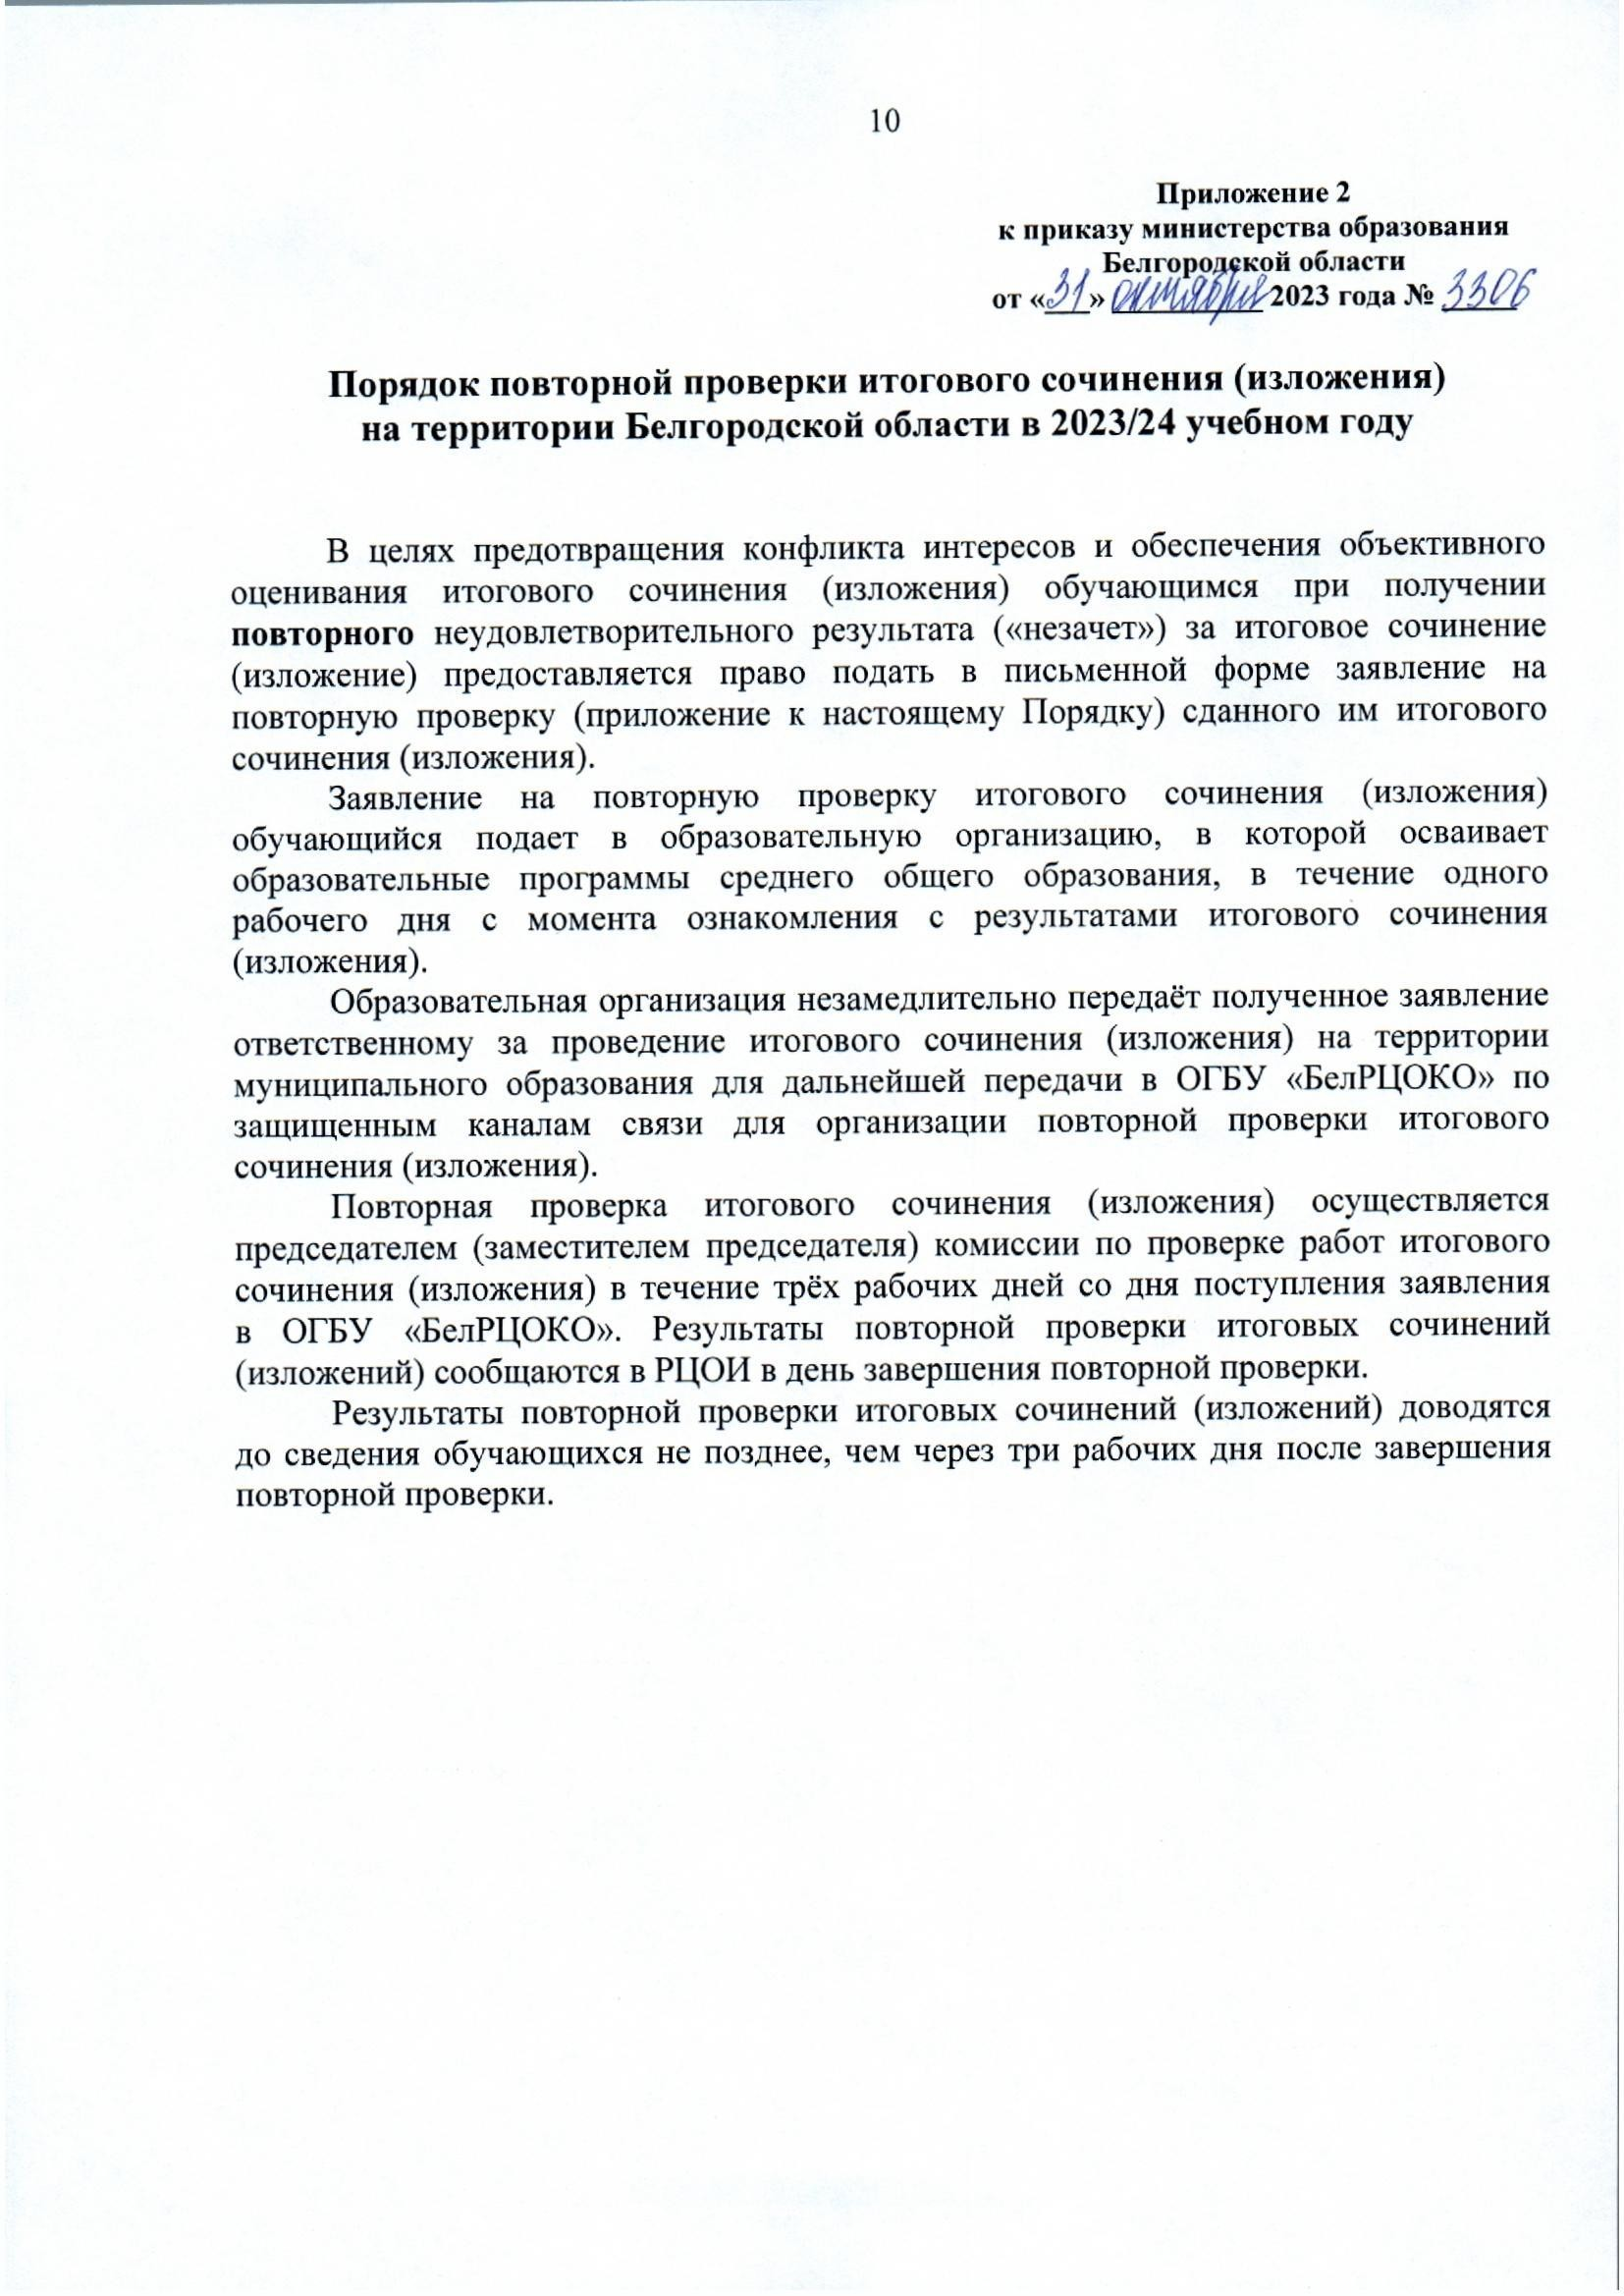 10
Приложение 2
к приказу министерства образования
Белгородской области
от «31» октября 2023 года № 3306
Порядок повторной проверки итогового сочинения (изложения)
на территории Белгородской области в 2023/24 учебном году
В целях предотвращения конфликта интересов и обеспечения объективного
оценивания итогового сочинения (изложения) обучающимся при получении
повторного неудовлетворительного результата («незачет») за итоговое сочинение
(изложение) предоставляется право подать в письменной форме заявление на
повторную проверку (приложение к настоящему Порядку) сданного им итогового
сочинения (изложения).
Заявление на повторную проверку итогового сочинения (изложения)
обучающийся подает в образовательную организацию, в которой осваивает
образовательные программы среднего общего образования, в течение одного
рабочего дня с момента ознакомления с результатами итогового сочинения
(изложения).
Образовательная организация незамедлительно передаёт полученное заявление
ответственному за проведение итогового сочинения (изложения) на территории
муниципального образования для дальнейшей передачи в ОГБУ «БелРЦОКО» по
защищенным каналам связи для организации повторной проверки итогового
сочинения (изложения).
Повторная проверка итогового сочинения (изложения) осуществляется
председателем (заместителем председателя) комиссии по проверке работ итогового
сочинения (изложения) в течение трёх рабочих дней со дня поступления заявления
в ОГБУ «БелРЦОКО». Результаты повторной проверки итоговых сочинений
(изложений) сообщаются в РЦОИ в день завершения повторной проверки.
Результаты повторной проверки итоговых сочинений (изложений) доводятся
до сведения обучающихся не позднее, чем через три рабочих дня после завершения
повторной проверки.